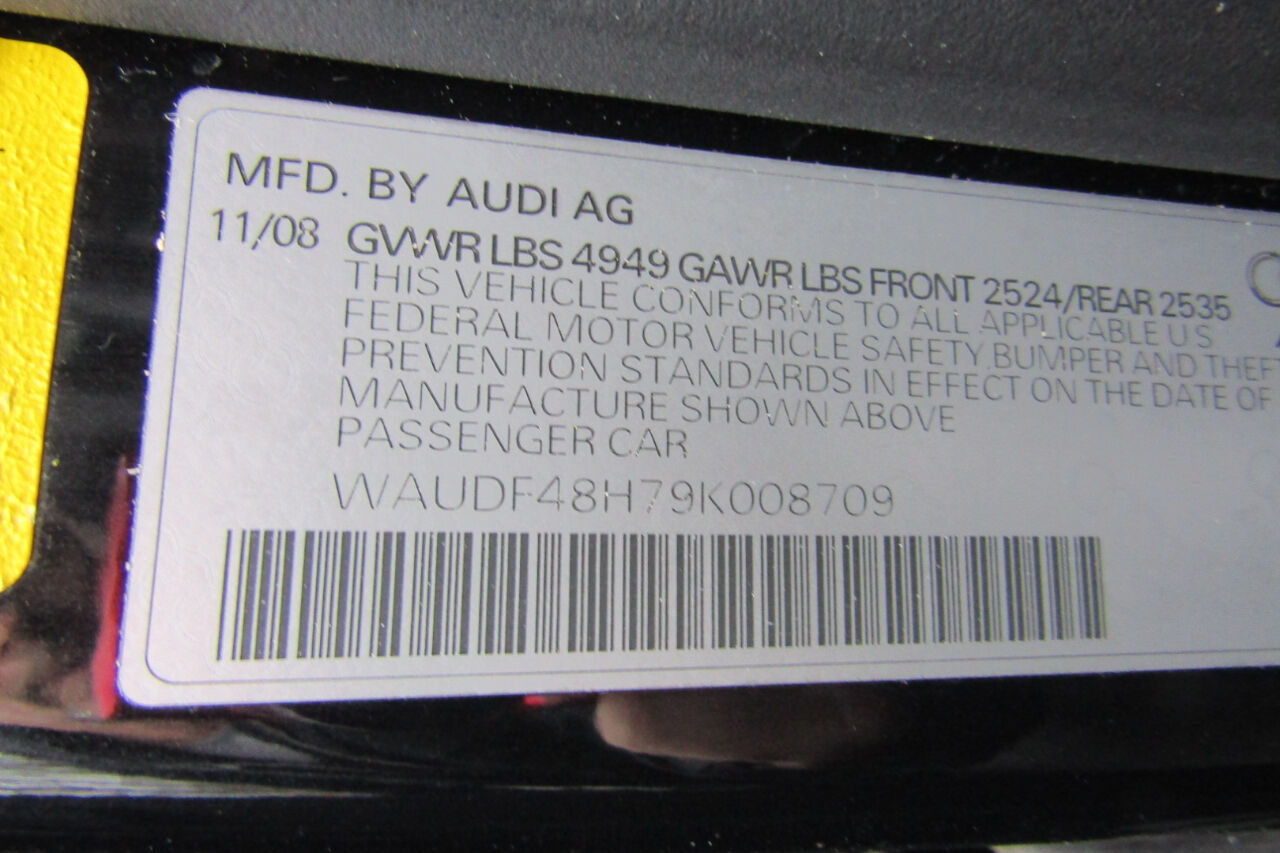 MFD. BY AUDI AG
11/08 GVWR LBS 4949 GAWR LBS FRONT 2524/REAR 2535
THIS VEHICLE CONFORMS TO ALL APPLICABLE U S
FEDERAL MOTOR VEHICLE SAFETY, BUMPER AND THEFT
PREVENTION STANDARDS IN EFFECT ON THE DATE OF
MANUFACTURE SHOWN ABOVE
PASSENGER CAR
WAUDF48H79K008709